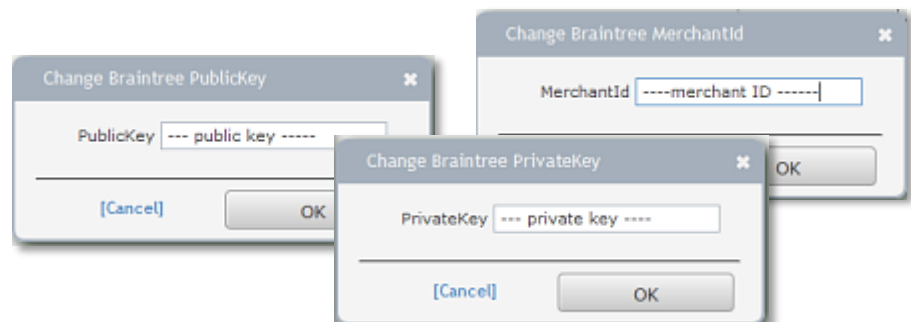 Change Braintree PublicKey
PublicKey --- public key -----
[Cancel] OK
Change Braintree MerchantId
MerchantId ----merchant ID ------
OK
Change Braintree PrivateKey
PrivateKey --- private key ----
[Cancel] OK